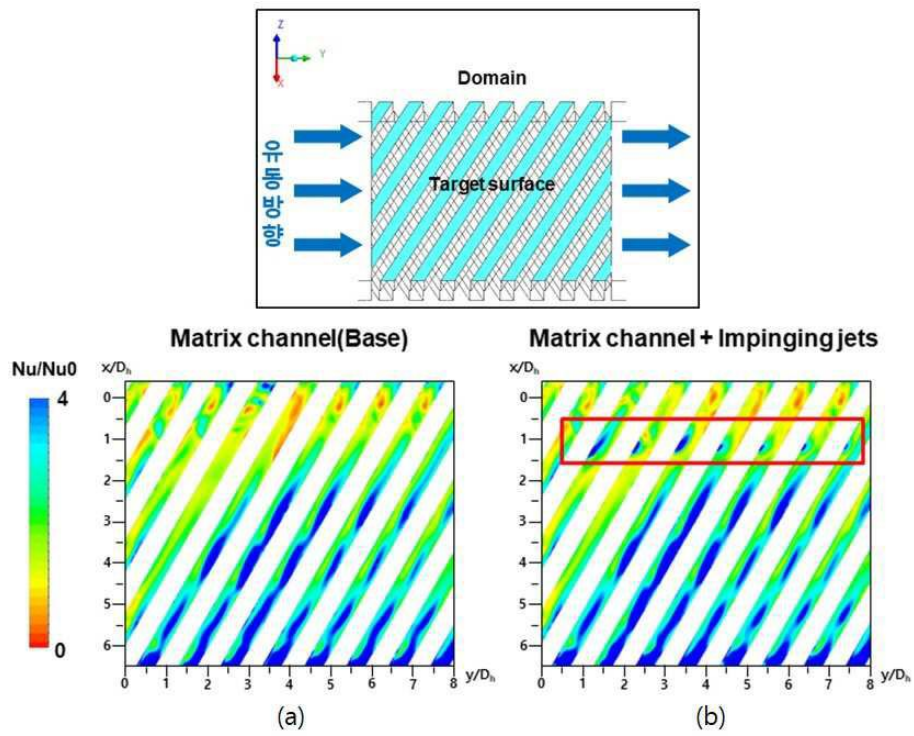 Z
Y
X
Domain
유동방향
Target surface
Matrix channel(Base)
Matrix channel + Impinging jets
Nu/Nu0
4
0
x/Dh
0
1
2
3
4
5
6
0 1 2 3 4 5 6 7 8
y/Dh
(a)
x/Dh
0
1
2
3
4
5
6
0 1 2 3 4 5 6 7 8
y/Dh
(b)